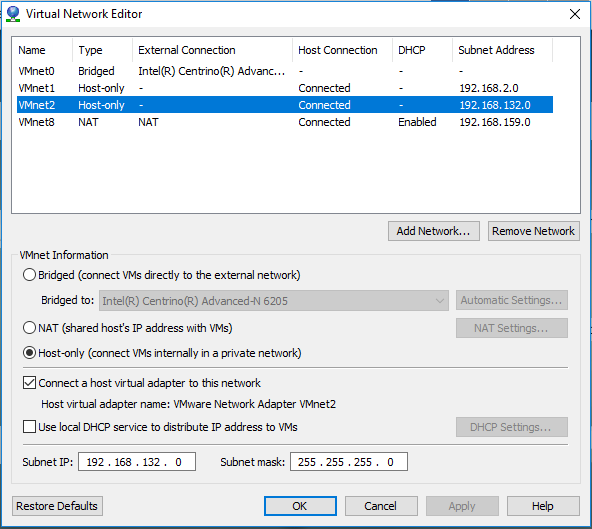 Virtual Network Editor
Name Type External Connection Host Connection DHCP Subnet Address
VMnet0 Bridged Intel(R) Centrino(R) Advanc... - - -
VMnet1 Host-only - Connected - 192.168.2.0
VMnet2 Host-only - Connected - 192.168.132.0
VMnet8 NAT NAT Connected Enabled 192.168.159.0
Add Network... Remove Network
VMnet Information
Bridged (connect VMs directly to the external network)
Bridged to: Intel(R) Centrino(R) Advanced-N 6205 Automatic Settings...
NAT (shared host's IP address with VMs) NAT Settings...
Host-only (connect VMs internally in a private network)
Connect a host virtual adapter to this network
Host virtual adapter name: VMware Network Adapter VMnet2
Use local DHCP service to distribute IP address to VMs DHCP Settings...
Subnet IP: 192 . 168 . 132 . 0 Subnet mask: 255 . 255 . 255 . 0
Restore Defaults OK Cancel Apply Help